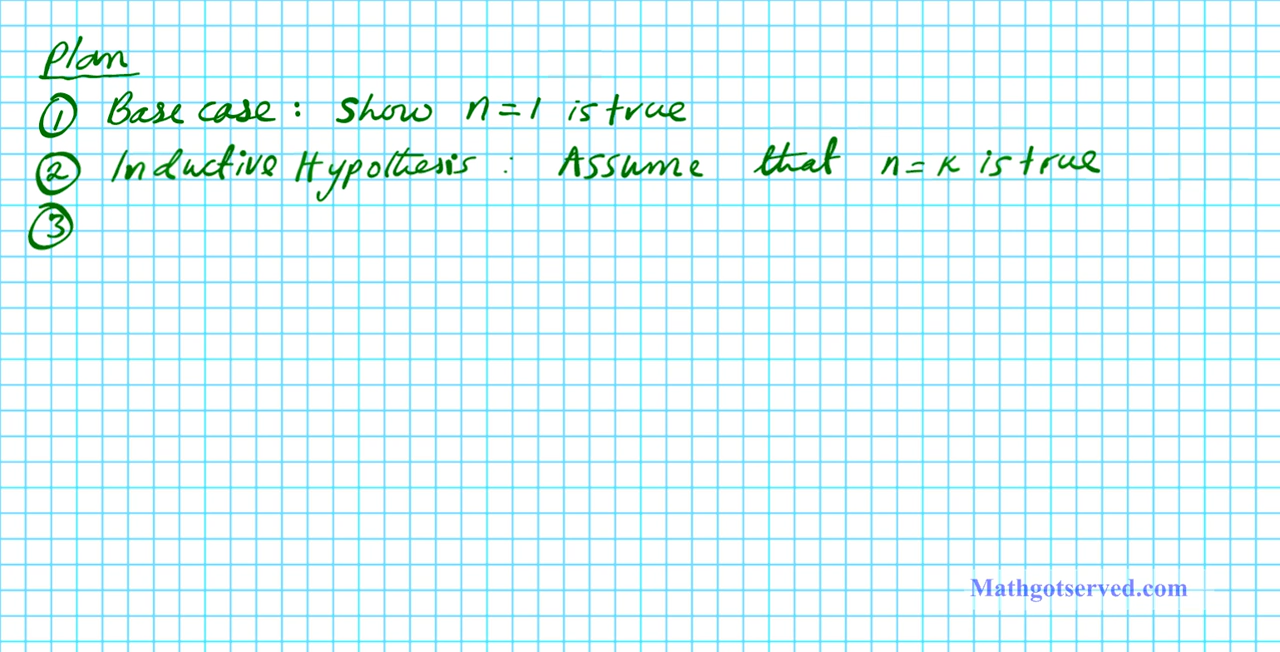 Plan
① Base case: Show n=1 is true
② Inductive Hypothesis: Assume that n=k is true
③
Mathgotserved.com